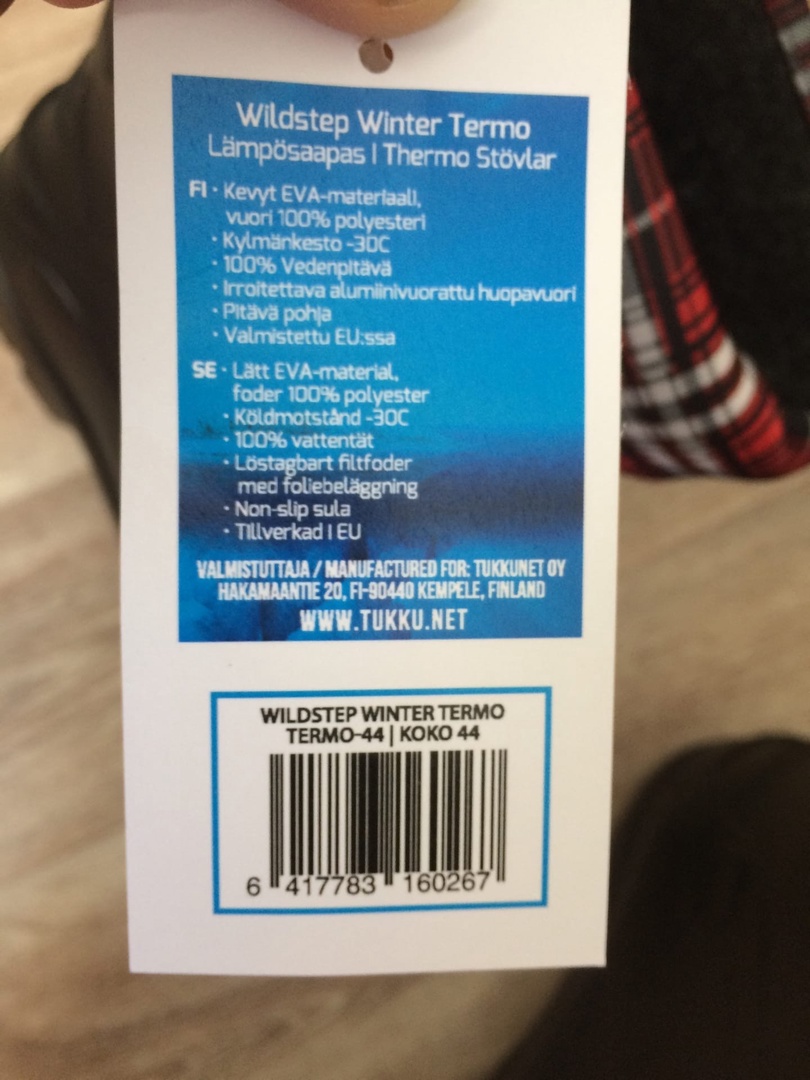 Wildstep Winter Termo
Lämpösaapas | Thermo Stövlar
FI · Kevyt EVA-materiaali,
vuori 100% polyesteri
· Kylmänkesto -30C
· 100% Vedenpitävä
· Irroitettava alumiinivuorattu huopavuori
· Pitävä pohja
· Valmistettu EU:ssa
SE · Lätt EVA-material,
foder 100% polyester
· Köldmotstånd -30C
· 100% vattentät
· Löstagbart filtfoder
med foliebeläggning
· Non-slip sula
· Tillverkad I EU
VALMISTUTTAJA / MANUFACTURED FOR: TUKKUNET OY
HAKAMAANTIE 20, FI-90440 KEMPELE, FINLAND
WWW.TUKKU.NET
WILDSTEP WINTER TERMO
TERMO-44 | KOKO 44
6 417783 160267